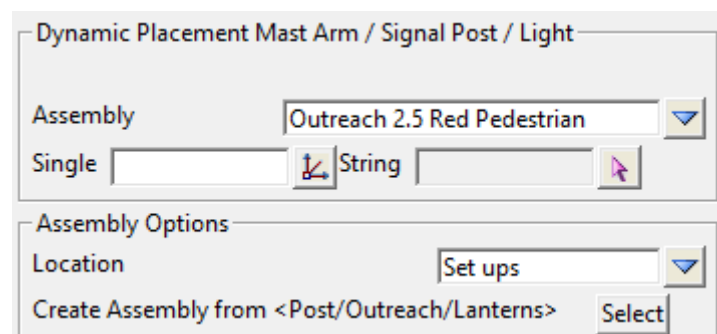 Dynamic Placement Mast Arm / Signal Post / Light
Assembly Outreach 2.5 Red Pedestrian
Single String
Assembly Options
Location Set ups
Create Assembly from <Post/Outreach/Lanterns> Select